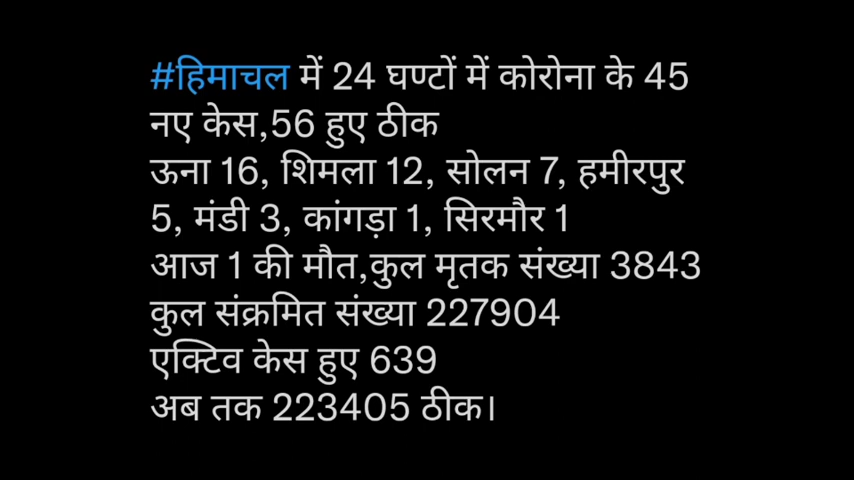 #हिमाचल में 24 घण्टों में कोरोना के 45
नए केस,56 हुए ठीक
ऊना 16, शिमला 12, सोलन 7, हमीरपुर
5, मंडी 3, कांगड़ा 1, सिरमौर 1
आज 1 की मौत,कुल मृतक संख्या 3843
कुल संक्रमित संख्या 227904
एक्टिव केस हुए 639
अब तक 223405 ठीक।